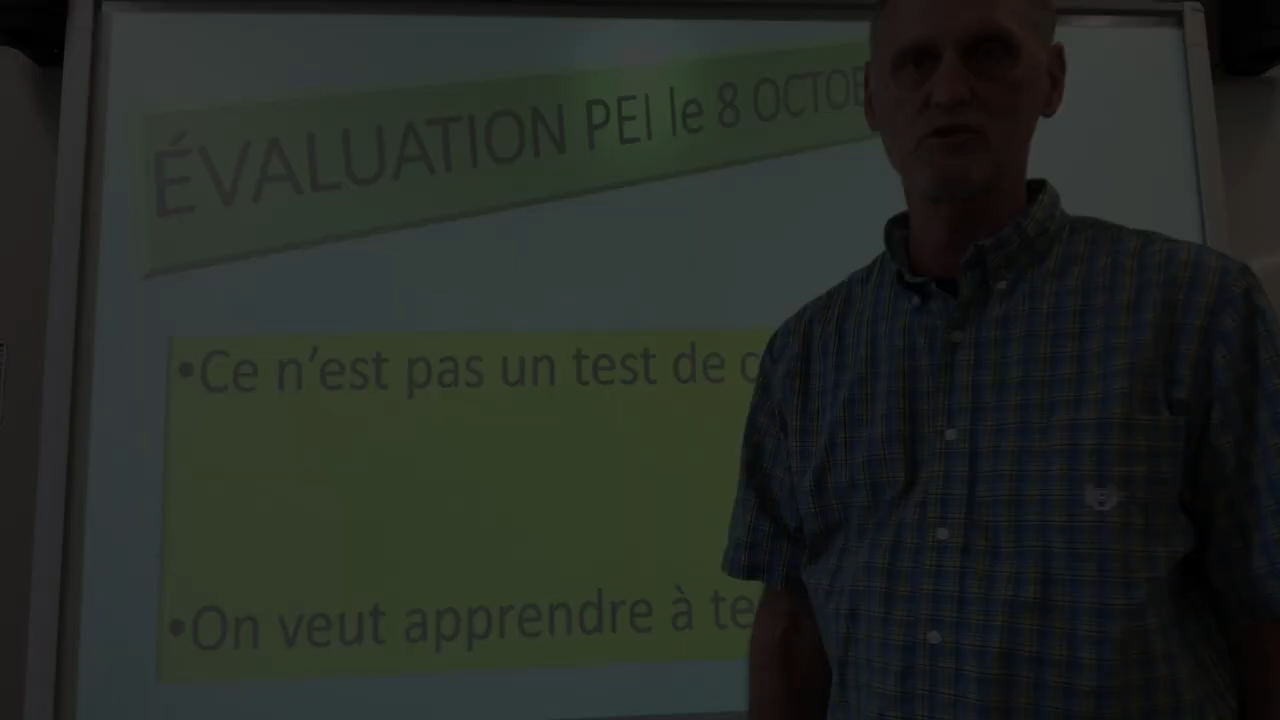 ÉVALUATION PEI le 8
•Ce n'est pas un test de
•On veut apprendre à